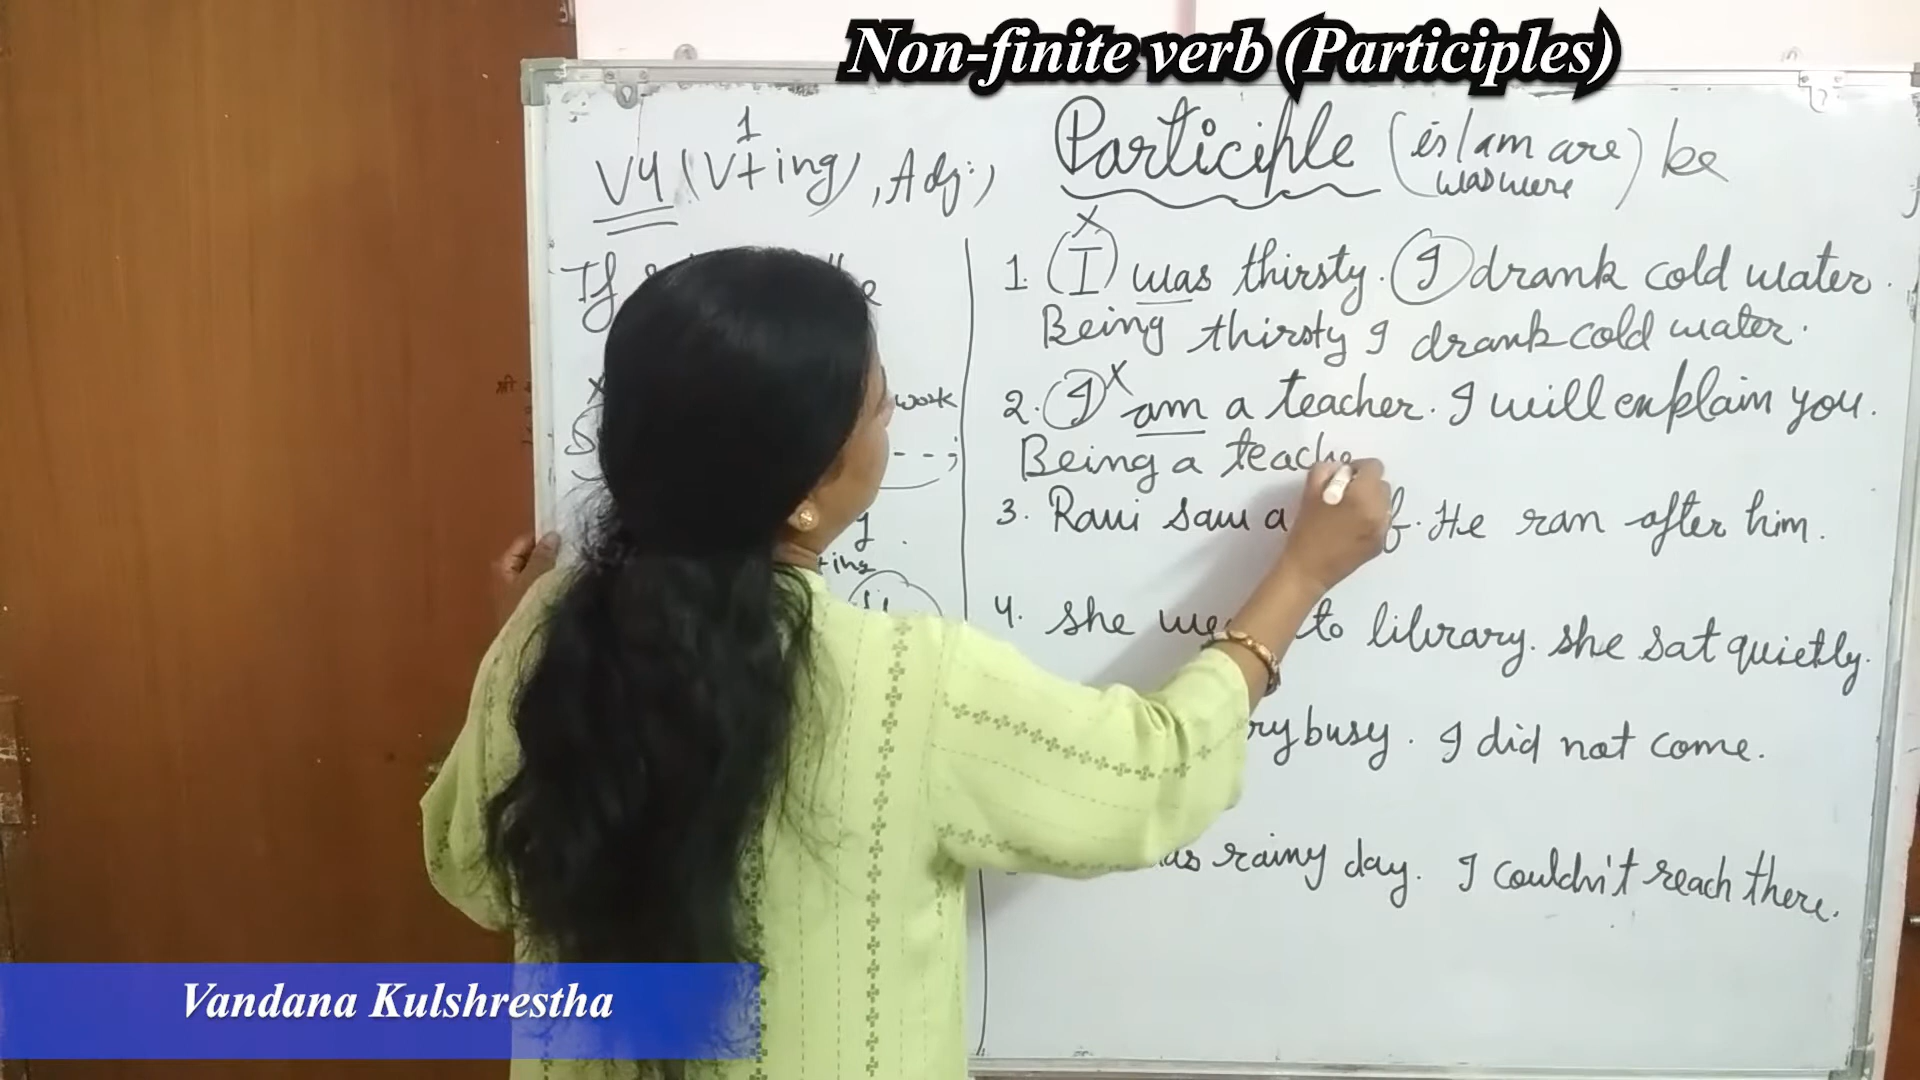 Non-finite verb (Participles)
V4 (V1+ing), Adj.,
If
work
Participle (is/am are was were) be
1. I was thirsty. I drank cold water.
Being thirsty I drank cold water.
2. I am a teacher. I will explain you.
Being a teache
3. Ravi saw a f. He ran after him.
4. She we to library. she sat quietly.
ry busy. I did not come.
as rainy day. I couldn't reach there.
Vandana Kulshrestha